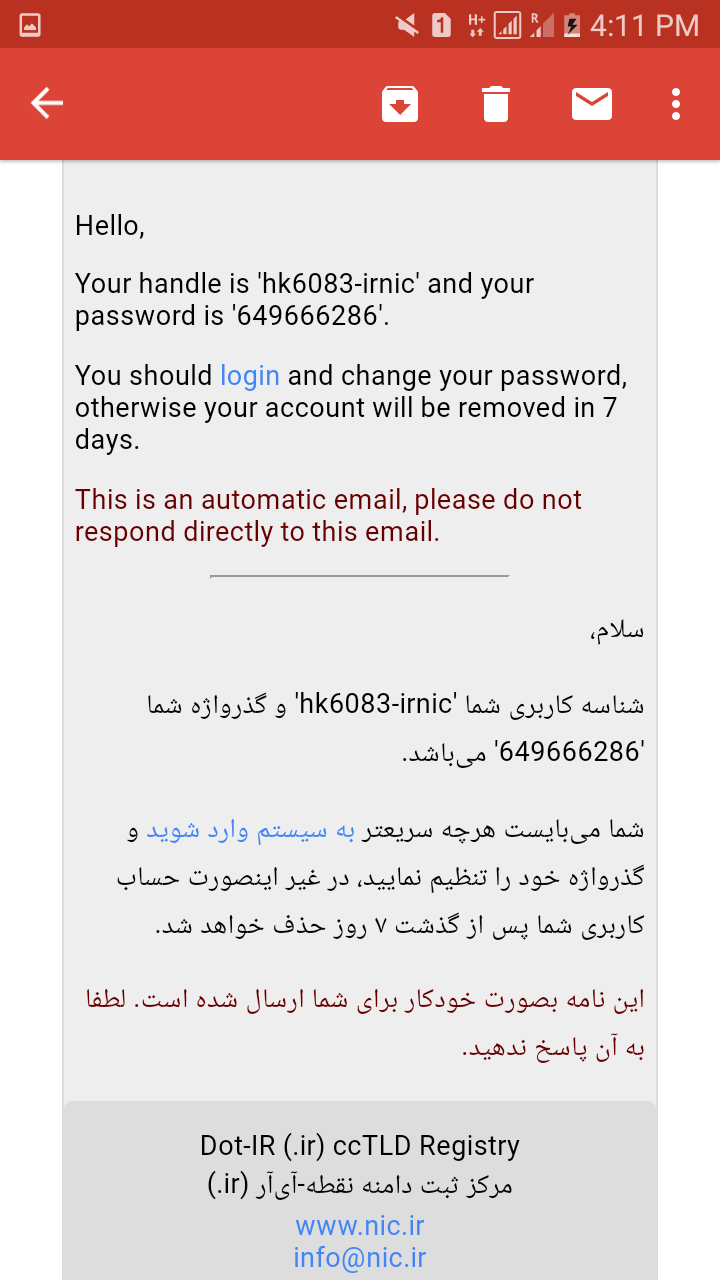 1 H+ R 4:11 PM
Hello,
Your handle is 'hk6083-irnic' and your
password is '649666286'.
You should login and change your password,
otherwise your account will be removed in 7
days.
This is an automatic email, please do not
respond directly to this email.
سلام،
شناسه کاربری شما 'hk6083-irnic' و گذرواژه شما
'649666286' می‌باشد.
شما می‌بایست هرچه سریعتر به سیستم وارد شوید و
گذرواژه خود را تنظیم نمایید، در غیر اینصورت حساب
کاربری شما پس از گذشت ۷ روز حذف خواهد شد.
این نامه بصورت خودکار برای شما ارسال شده است. لطفا
به آن پاسخ ندهید.
Dot-IR (.ir) ccTLD Registry
مرکز ثبت دامنه نقطه-آی‌آر (.ir)
www.nic.ir
info@nic.ir